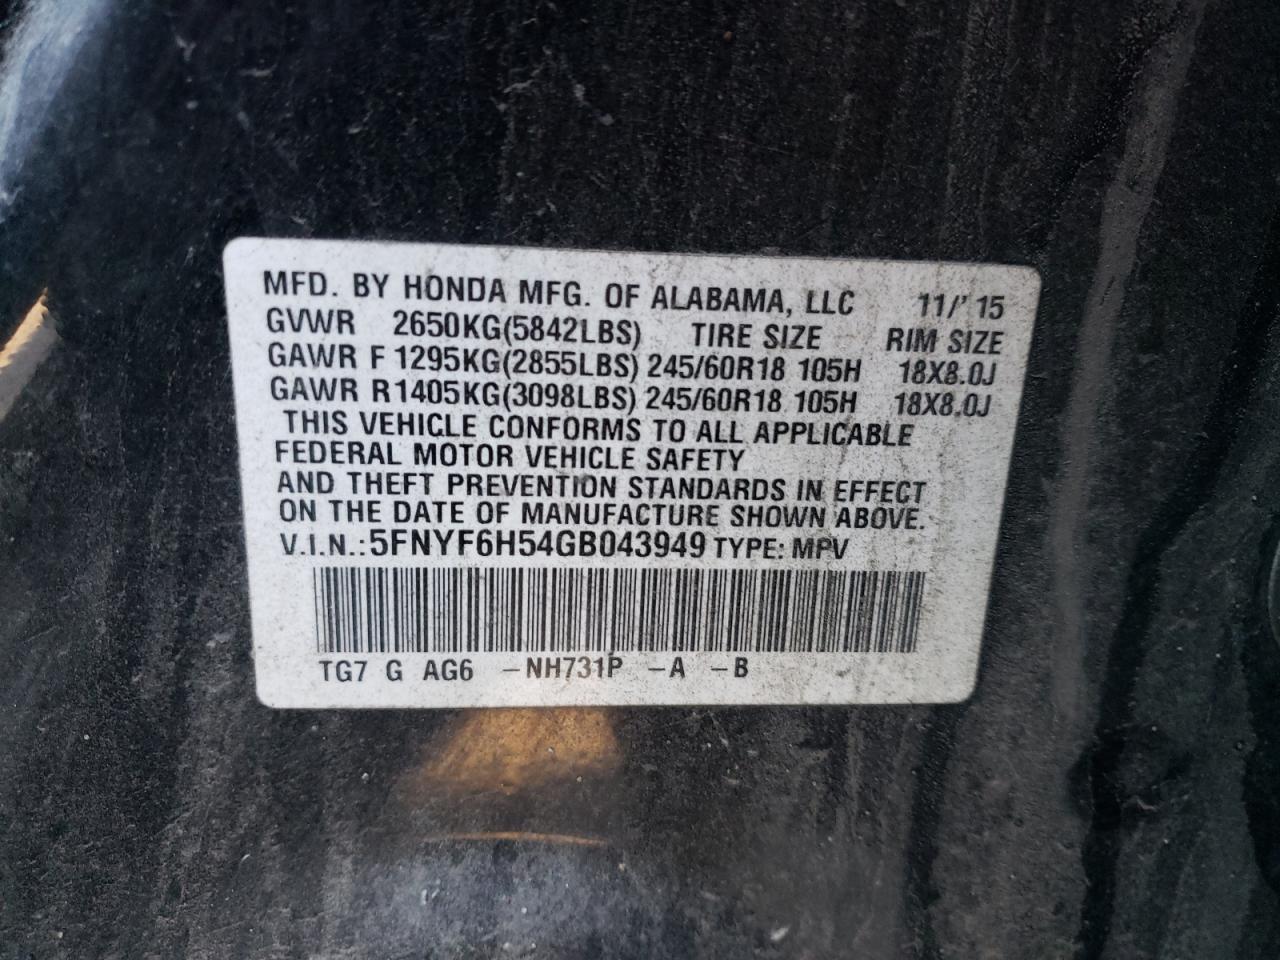 MFD. BY HONDA MFG. OF ALABAMA, LLC 11/'15
GVWR 2650KG(5842LBS) TIRE SIZE RIM SIZE
GAWR F 1295KG(2855LBS) 245/60R18 105H 18X8.0J
GAWR R1405KG(3098LBS) 245/60R18 105H 18X8.0J
THIS VEHICLE CONFORMS TO ALL APPLICABLE
FEDERAL MOTOR VEHICLE SAFETY
AND THEFT PREVENTION STANDARDS IN EFFECT
ON THE DATE OF MANUFACTURE SHOWN ABOVE.
V.I.N.:5FNYF6H54GB043949 TYPE: MPV
TG7 G AG6 –NH731P –A –B